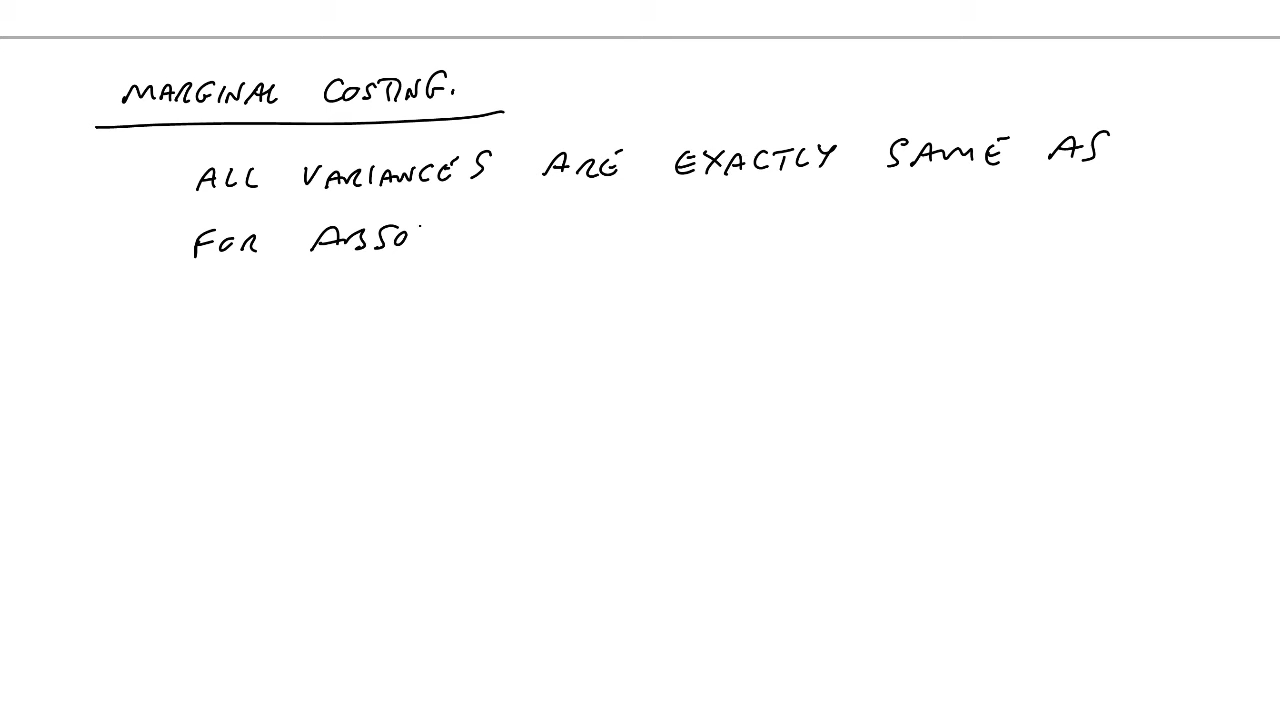 MARGINAL COSTING.
ALL VARIANCES ARE EXACTLY SAME AS
FOR ABSO